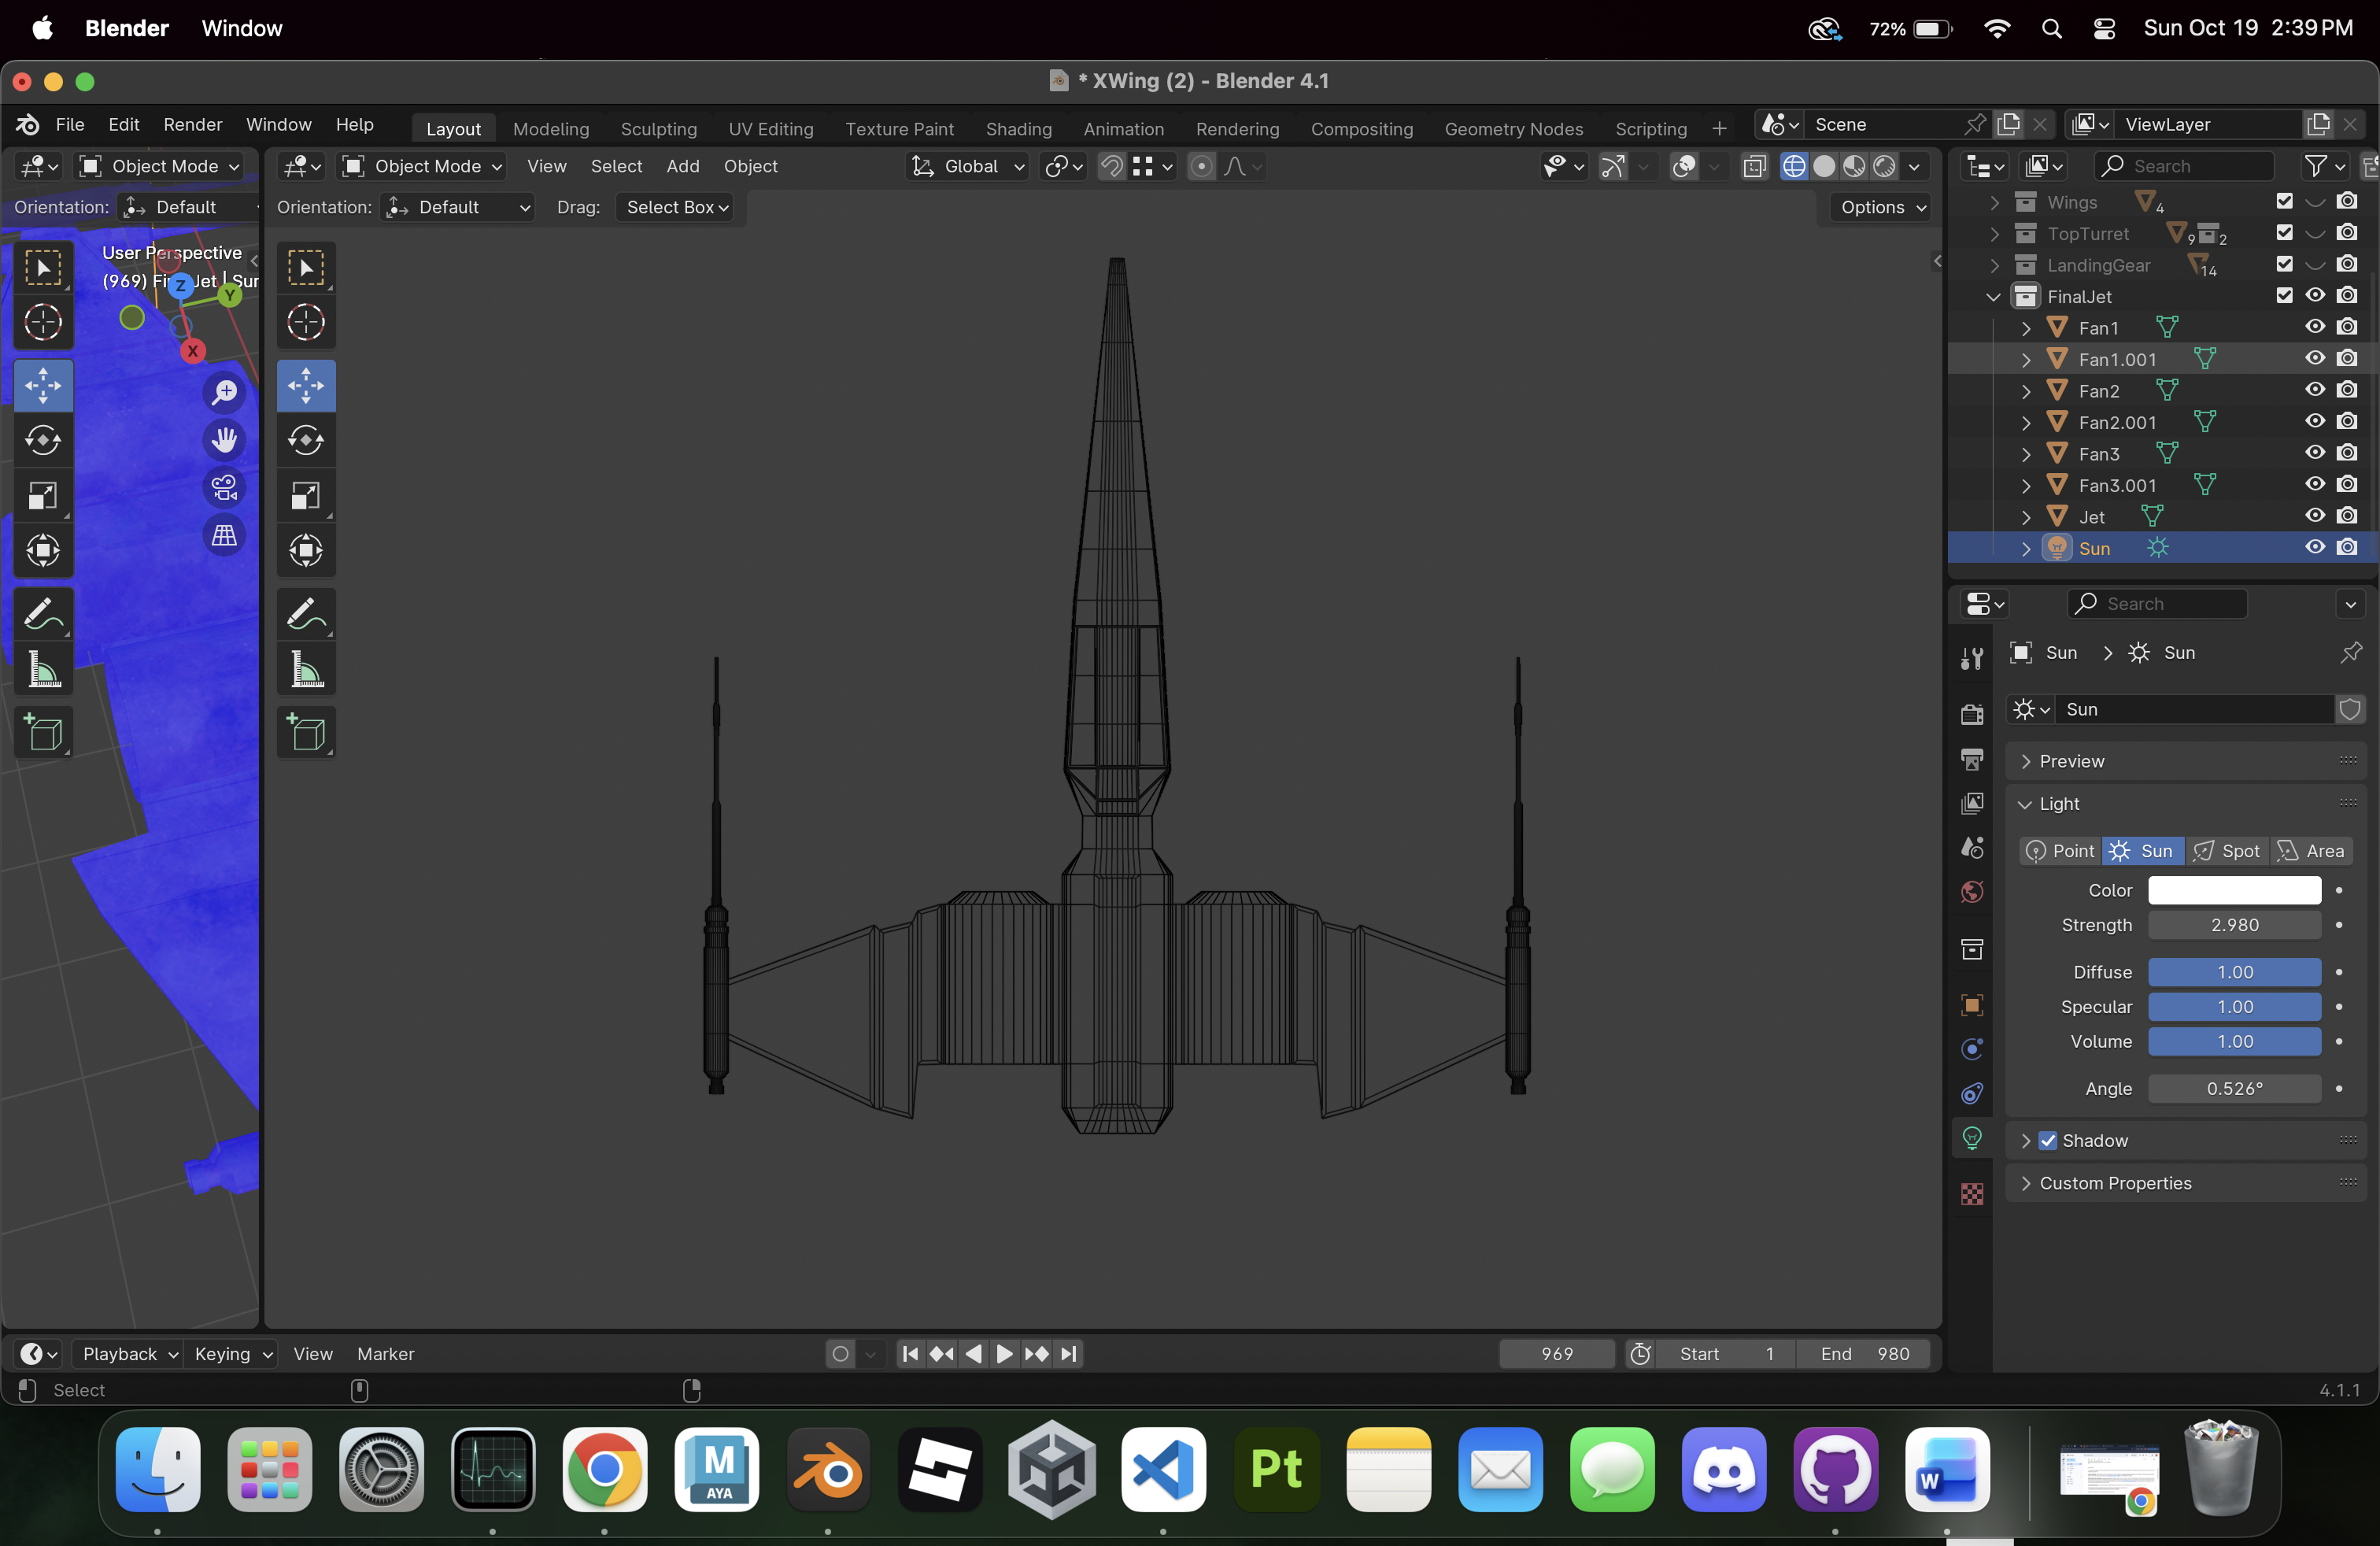 Blender Window 72% Sun Oct 19 2:39 PM
* XWing (2) - Blender 4.1
File Edit Render Window Help Layout Modeling Sculpting UV Editing Texture Paint Shading Animation Rendering Compositing Geometry Nodes Scripting + Scene ViewLayer
Object Mode Object Mode View Select Add Object Global Search
Orientation: Default Orientation: Default Drag: Select Box Options
User Perspective
(969)
Z
Y
X
Wings 4
TopTurret 9 2
LandingGear 14
FinalJet
Fan1
Fan1.001
Fan2
Fan2.001
Fan3
Fan3.001
Jet
Sun
Search
Sun > Sun
Sun
Preview
Light
Point Sun Spot Area
Color
Strength 2.980
Diffuse 1.00
Specular 1.00
Volume 1.00
Angle 0.526°
Shadow
Custom Properties
Playback Keying View Marker 969 Start 1 End 980
Select 4.1.1
M
AYA
Pt
W